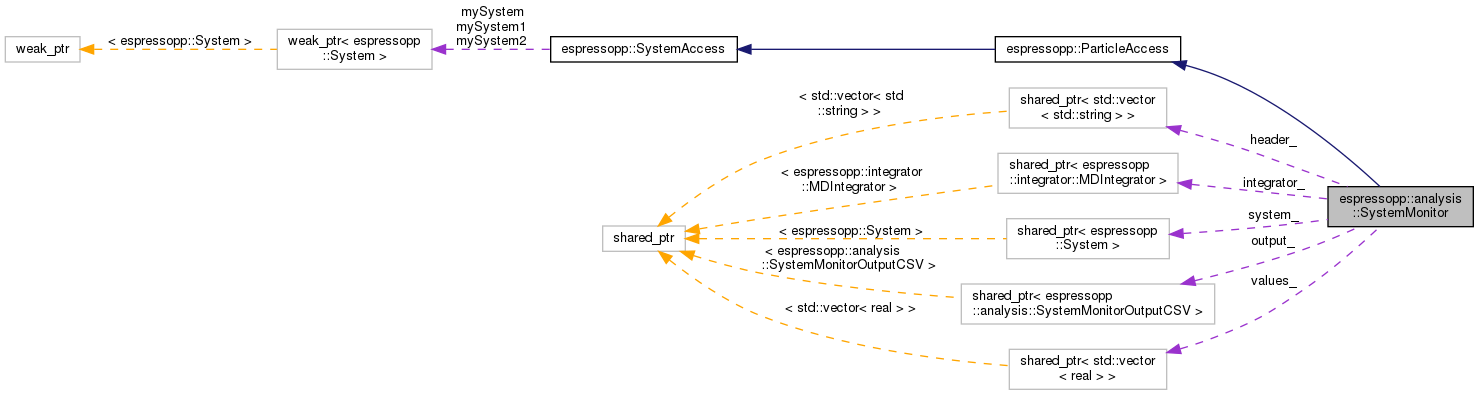 mySystem
mySystem1
mySystem2
weak_ptr
< espressopp::System >
weak_ptr< espressopp
::System >
espressopp::SystemAccess
espressopp::ParticleAccess
< std::vector< std
::string > >
shared_ptr< std::vector
< std::string > >
header_
< espressopp::integrator
::MDIntegrator >
shared_ptr< espressopp
::integrator::MDIntegrator >
integrator_
espressopp::analysis
::SystemMonitor
shared_ptr
< espressopp::System >
shared_ptr< espressopp
::System >
system_
< espressopp::analysis
::SystemMonitorOutputCSV >
shared_ptr< espressopp
::analysis::SystemMonitorOutputCSV >
output_
< std::vector< real > >
shared_ptr< std::vector
< real > >
values_